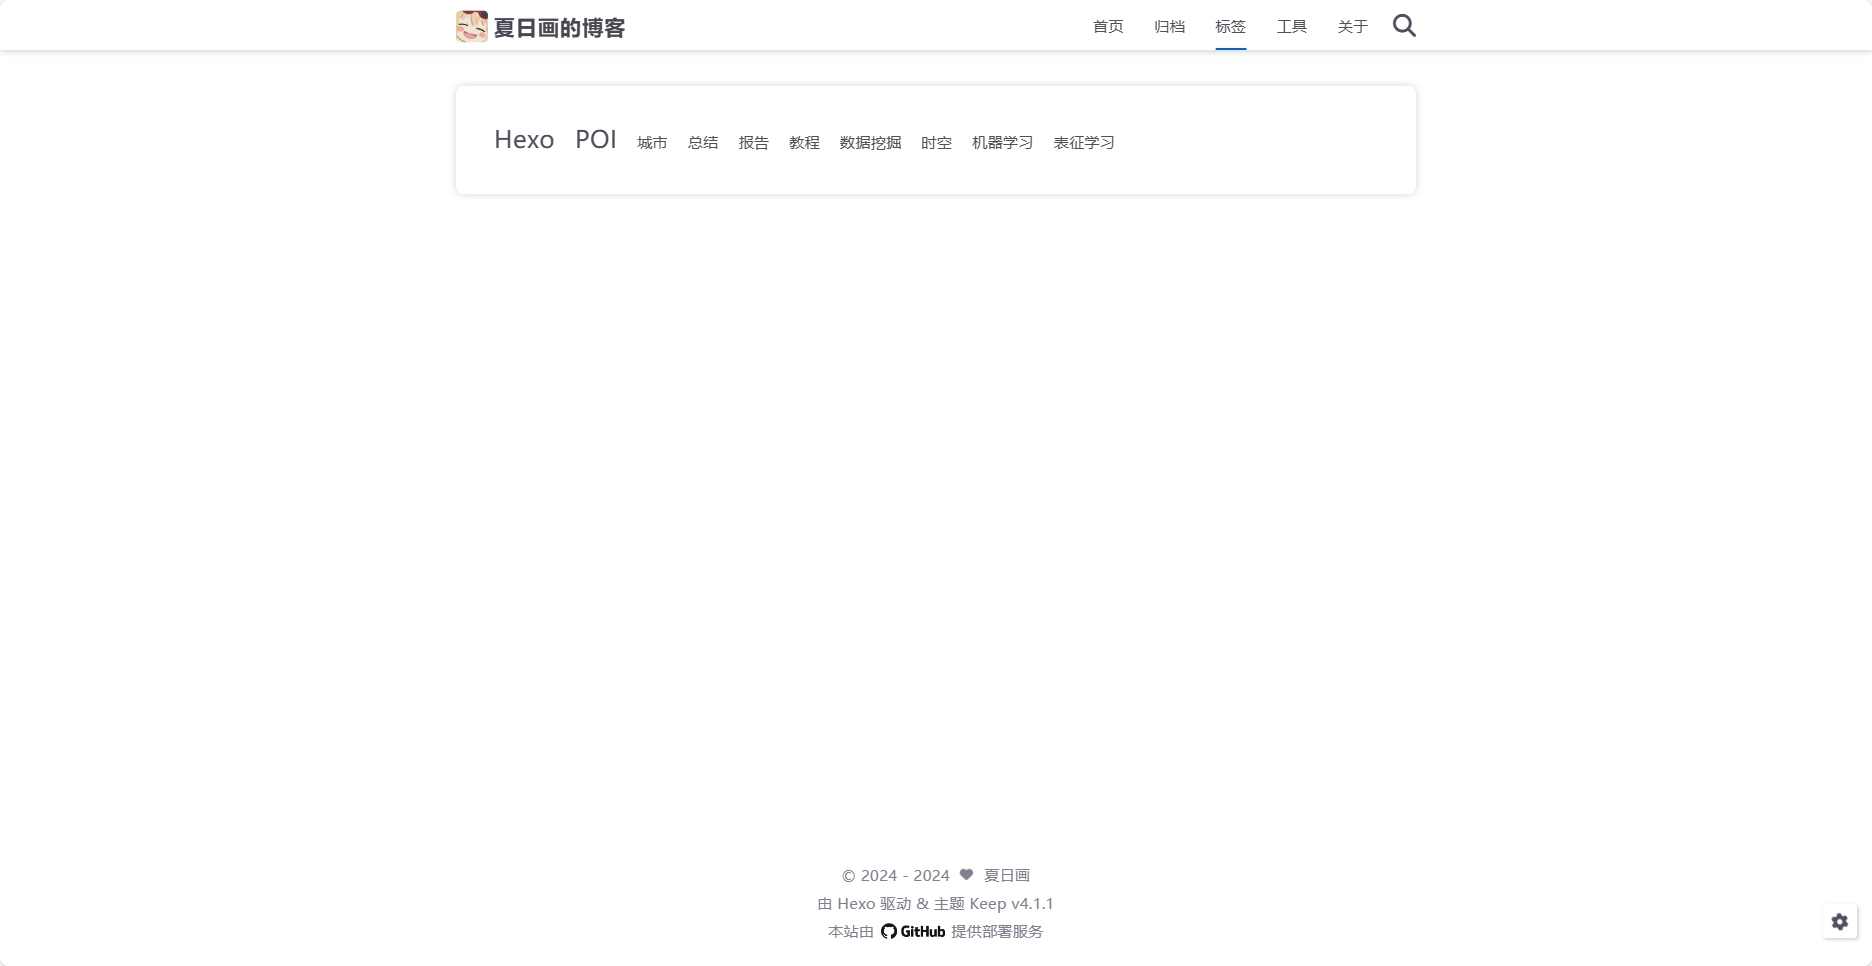 夏日画的博客 首页 归档 标签 工具 关于
Hexo POI 城市 总结 报告 教程 数据挖掘 时空 机器学习 表征学习
© 2024 - 2024 夏日画
由 Hexo 驱动 & 主题 Keep v4.1.1
本站由 GitHub 提供部署服务